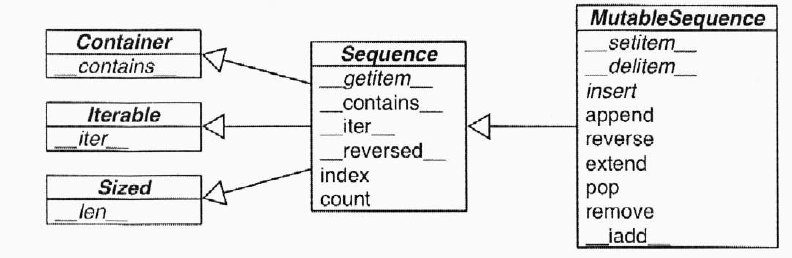 Container
__contains__
Iterable
__iter__
Sized
__len__
Sequence
__getitem__
__contains__
__iter__
__reversed__
index
count
MutableSequence
__setitem__
__delitem__
insert
append
reverse
extend
pop
remove
__iadd__